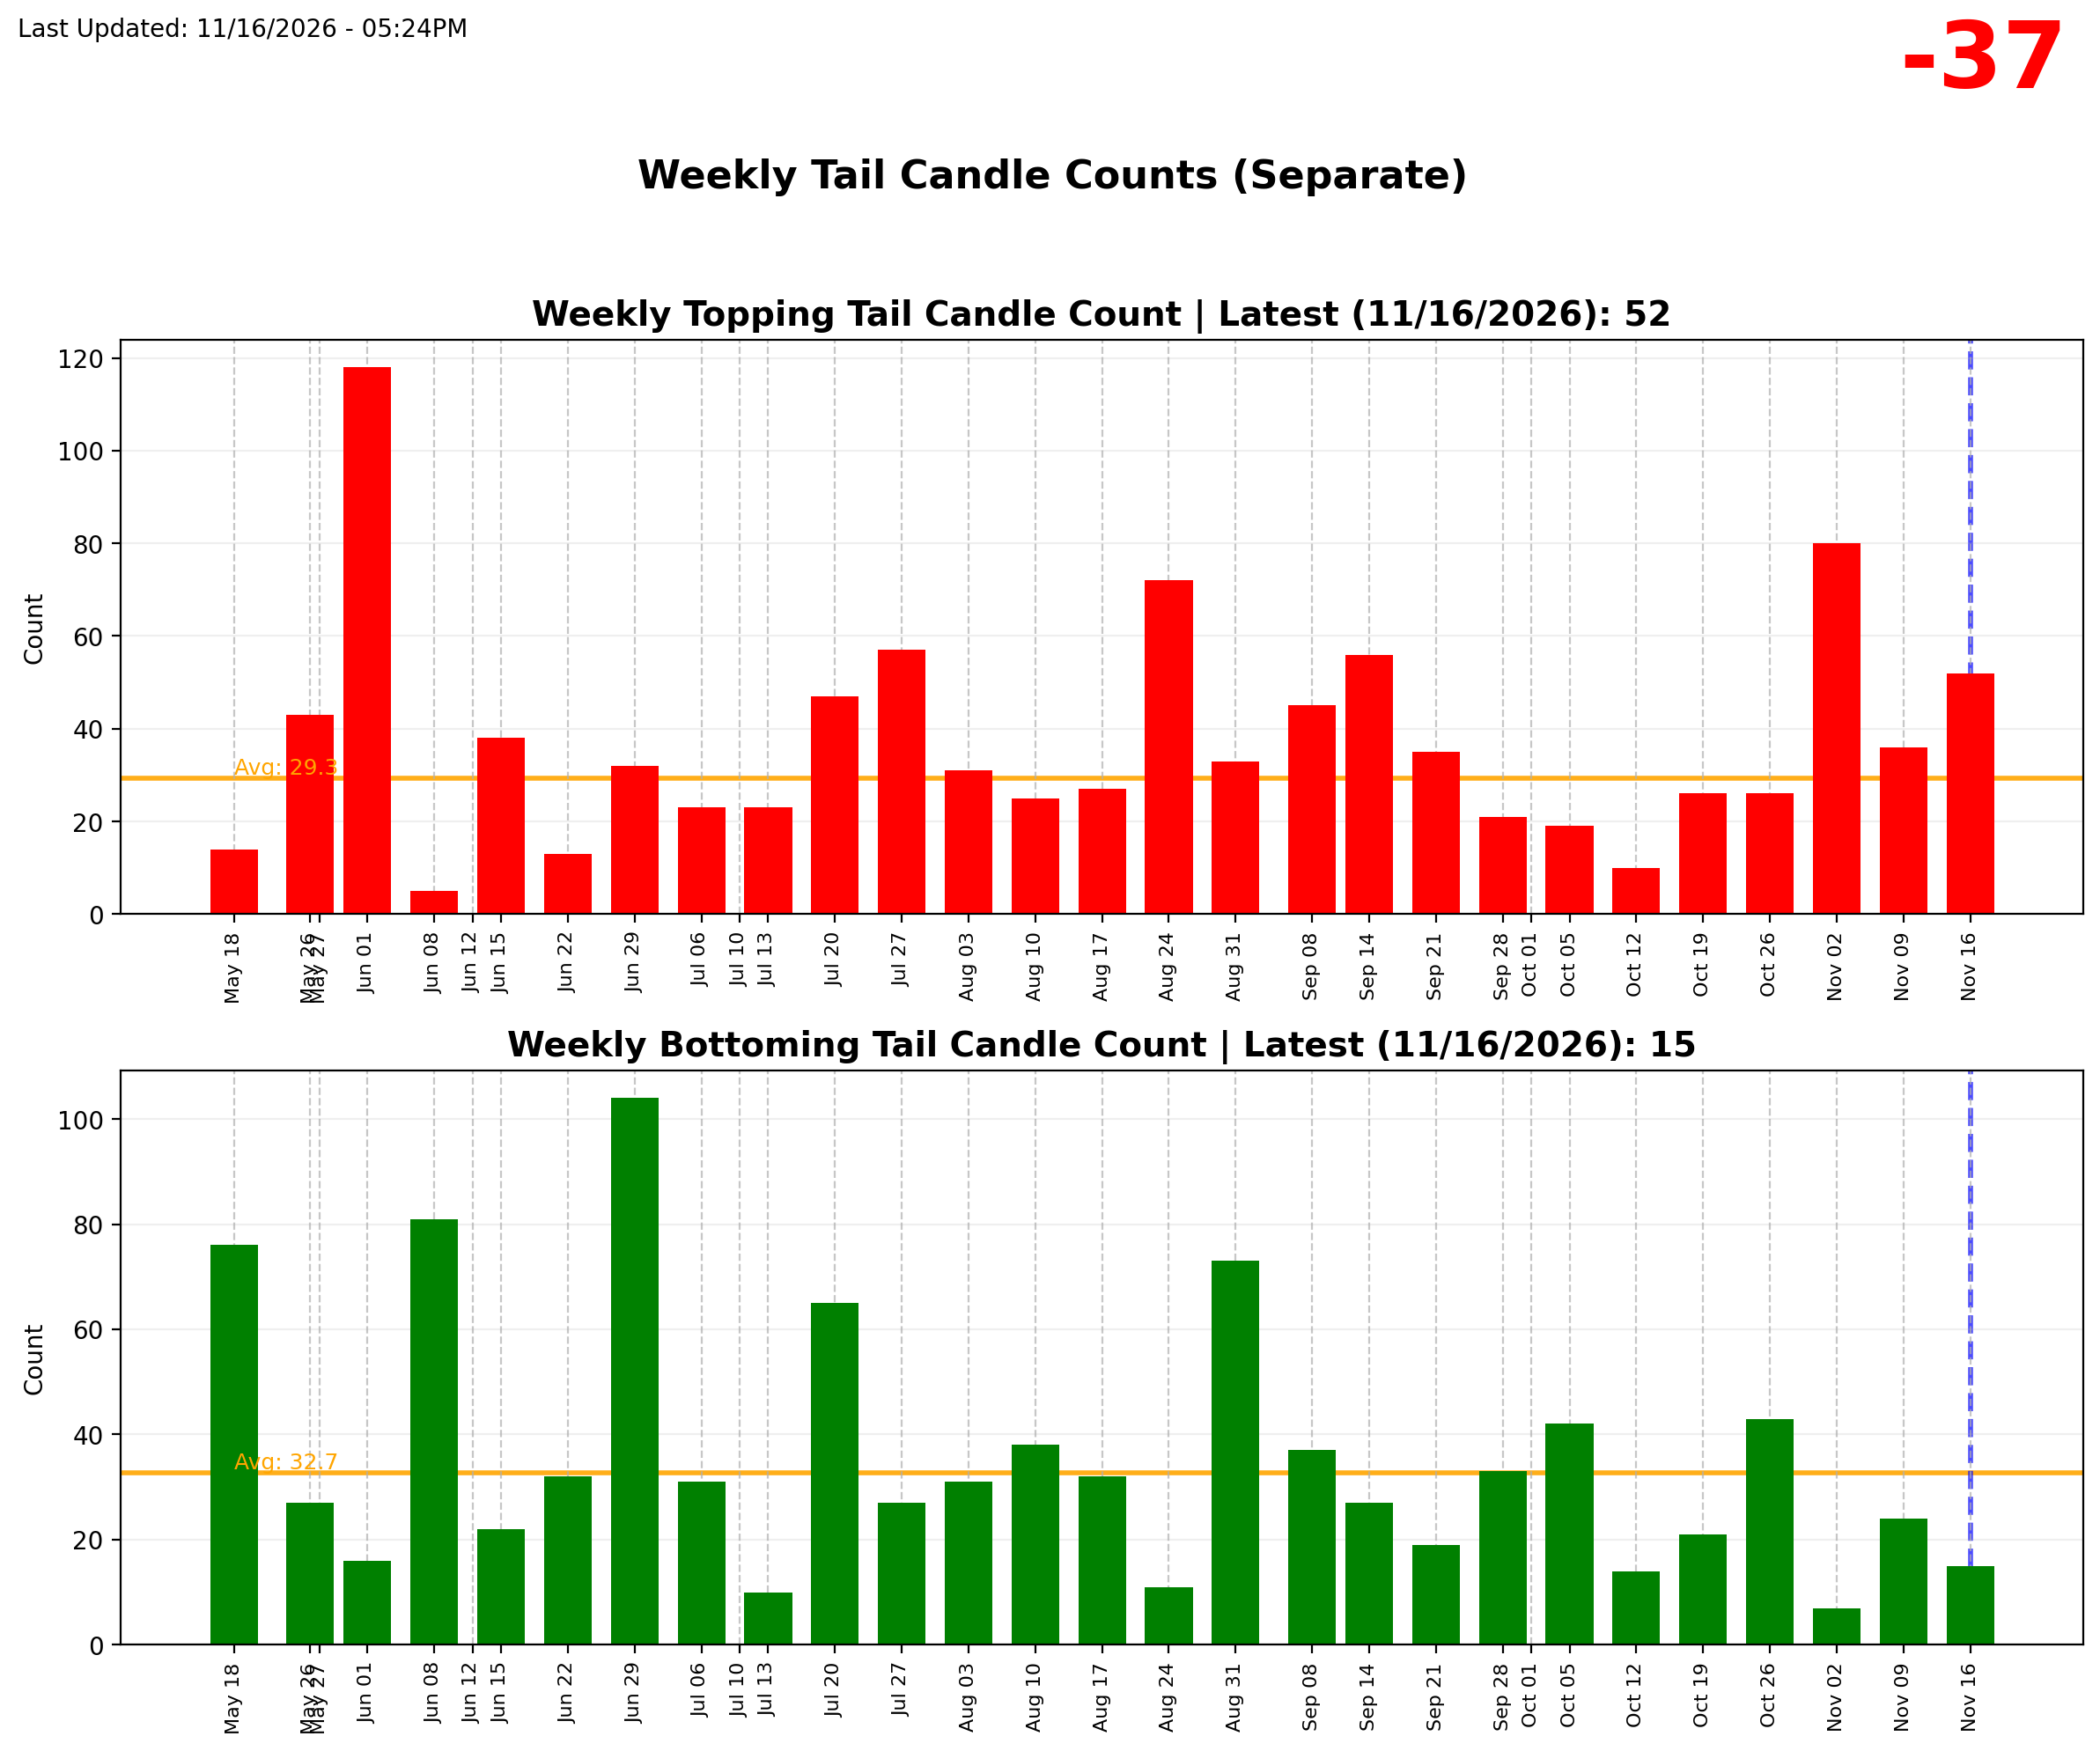 Last Updated: 11/16/2026 - 05:24PM
-37
Weekly Tail Candle Counts (Separate)
Weekly Topping Tail Candle Count | Latest (11/16/2026): 52
120
100
80
60
40
20
0
Count
Avg: 29.3
May 18
May 26
May 27
Jun 01
Jun 08
Jun 12
Jun 15
Jun 22
Jun 29
Jul 06
Jul 10
Jul 13
Jul 20
Jul 27
Aug 03
Aug 10
Aug 17
Aug 24
Aug 31
Sep 08
Sep 14
Sep 21
Sep 28
Oct 01
Oct 05
Oct 12
Oct 19
Oct 26
Nov 02
Nov 09
Nov 16
Weekly Bottoming Tail Candle Count | Latest (11/16/2026): 15
100
80
60
40
20
0
Count
Avg: 32.7
May 18
May 26
May 27
Jun 01
Jun 08
Jun 12
Jun 15
Jun 22
Jun 29
Jul 06
Jul 10
Jul 13
Jul 20
Jul 27
Aug 03
Aug 10
Aug 17
Aug 24
Aug 31
Sep 08
Sep 14
Sep 21
Sep 28
Oct 01
Oct 05
Oct 12
Oct 19
Oct 26
Nov 02
Nov 09
Nov 16